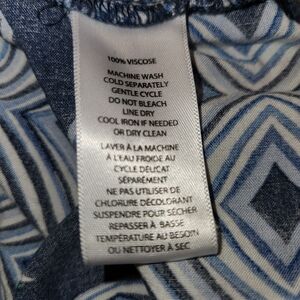 100% VISCOSE
MACHINE WASH
COLD SEPARATELY
GENTLE CYCLE
DO NOT BLEACH
LINE DRY
COOL IRON IF NEEDED
OR DRY CLEAN
LAVER À LA MACHINE
À L'EAU FROIDE AU
CYCLE DÉLICAT
SÉPARÉMENT
NE PAS UTILISER DE
CHLORURE DÉCOLORANT
SUSPENDRE POUR SÉCHER
REPASSER À BASSE
TEMPÉRATURE AU BESOIN
OU NETTOYER À SEC